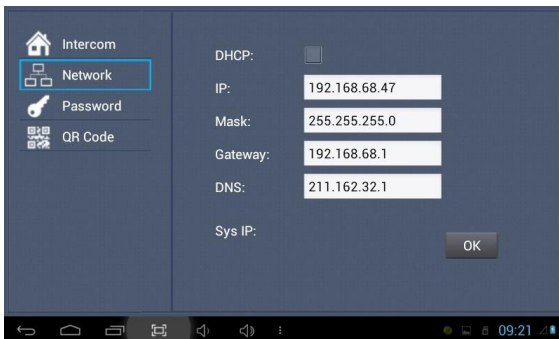 Intercom
Network
Password
QR Code
DHCP:
IP: 192.168.68.47
Mask: 255.255.255.0
Gateway: 192.168.68.1
DNS: 211.162.32.1
Sys IP:
OK
09:21